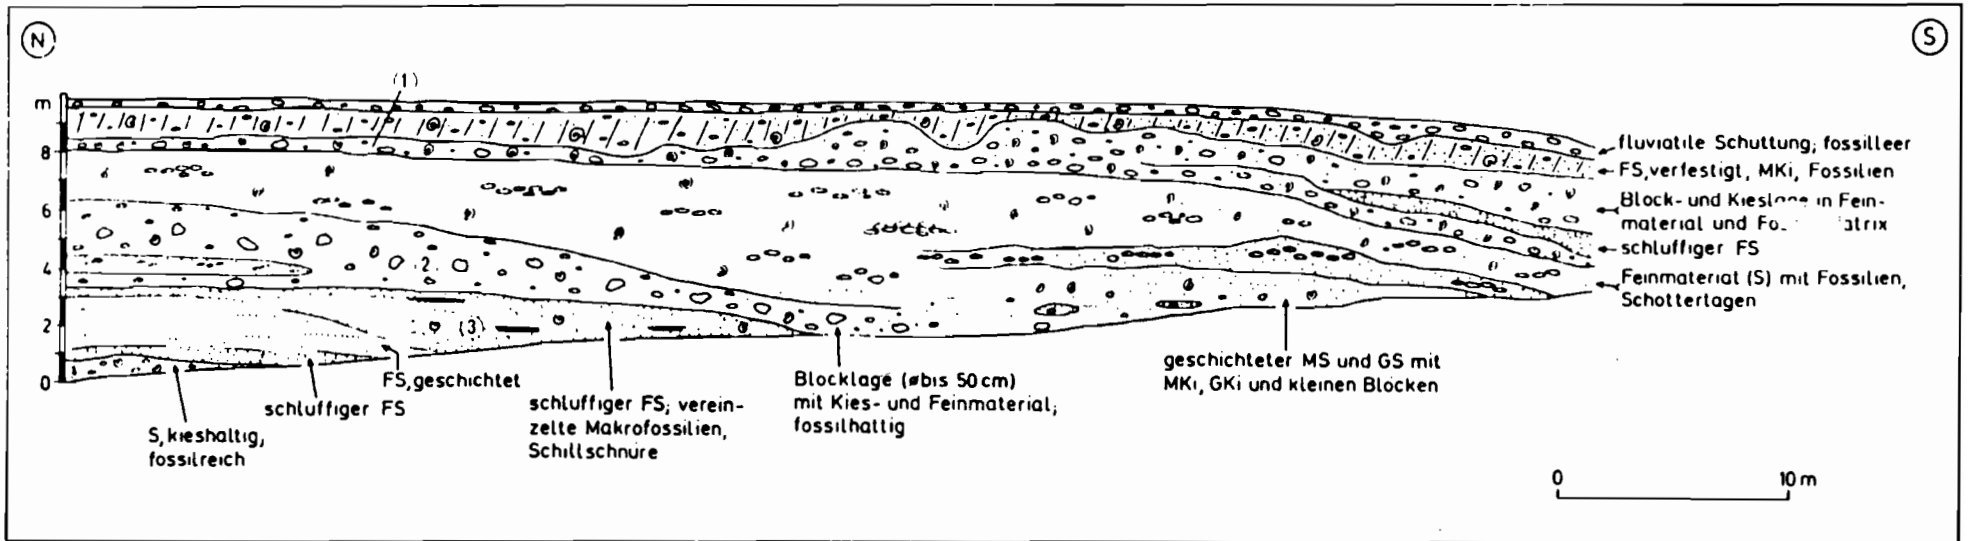 N
S
(1)
m
8
6
4
2
0
2
(3)
fluviatile Schuttung; fossilleer
FS, verfestigt, MKi, Fossilien
Block- und Kieslage in Fein-
material und
schluffiger FS
Feinmaterial (S) mit Fossilien,
Schotterlagen
geschichteter MS und GS mit
MKi, GKi und kleinen Blocken
Blocklage (ø bis 50 cm)
mit Kies- und Feinmaterial;
fossilhaltig
schluffiger FS; verein-
zelte Makrofossilien,
Schillschnure
FS, geschichtet
schluffiger FS
S, kieshaltig,
fossilreich
0 10 m